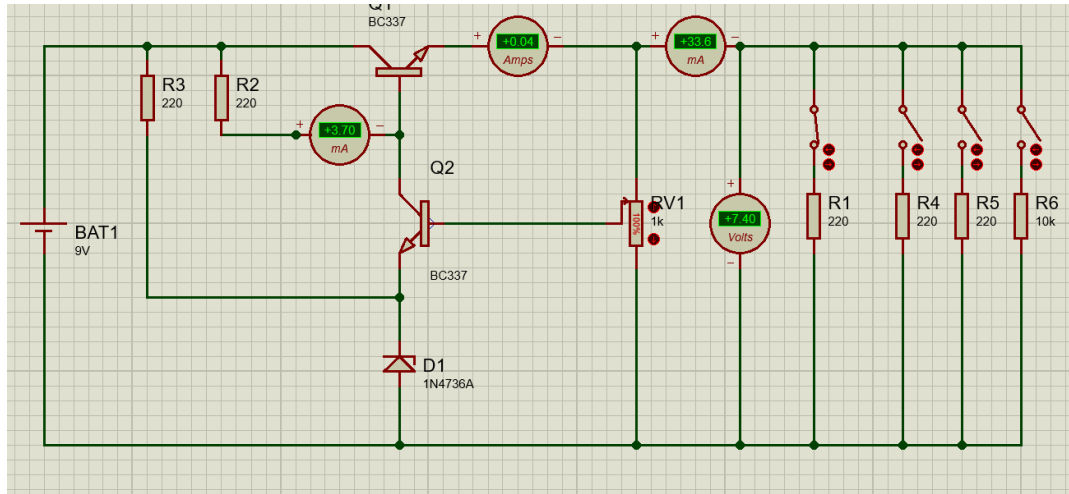 Q1
BC337
+0.04
Amps
+33.6
mA
R3
220
R2
220
+3.70
mA
Q2
BC337
BAT1
9V
RV1
1k
100%
+7.40
Volts
R1
220
R4
220
R5
220
R6
10k
D1
1N4736A